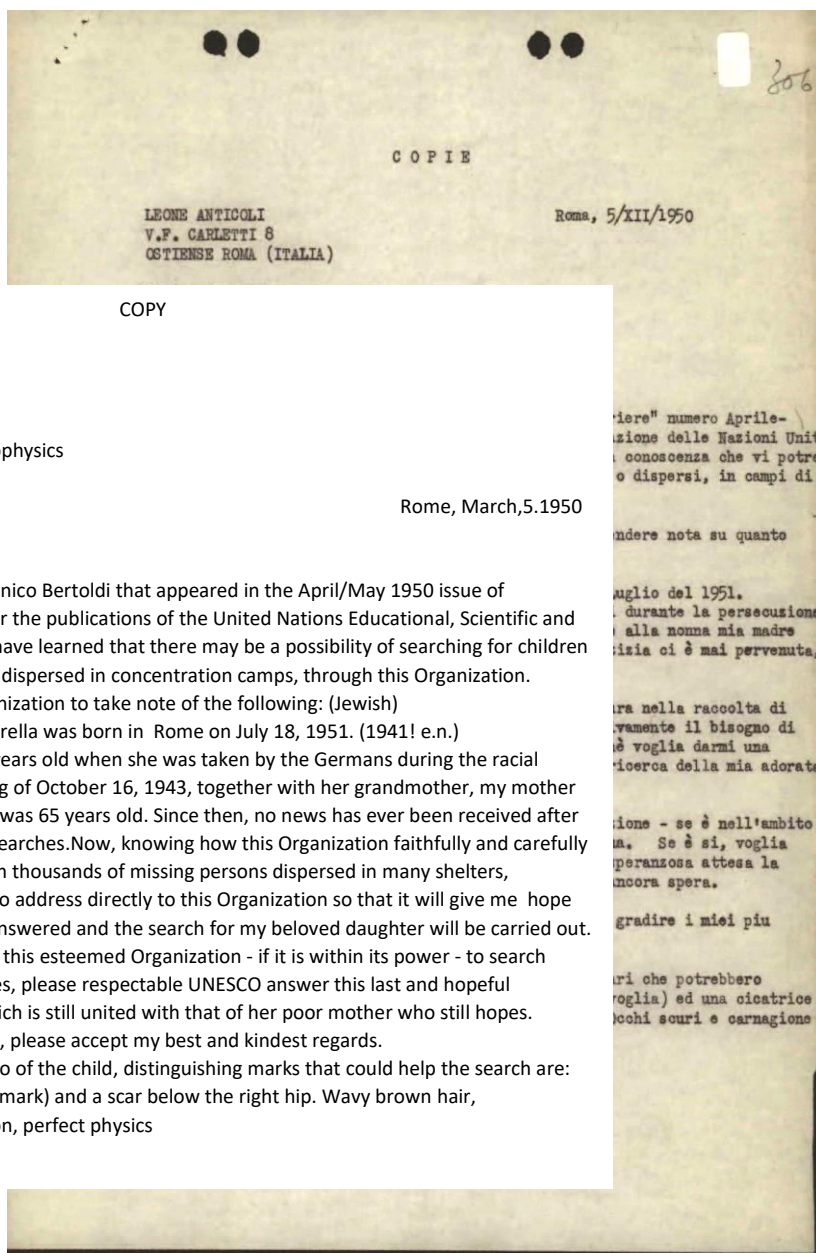 306
COPIE
LEONE ANTICOLI
V.F. CARLETTI 8
OSTIENSE ROMA (ITALIA)
Roma, 5/XII/1950
COPY
physics
Rome, March,5.1950
nico Bertoldi that appeared in the April/May 1950 issue of
r the publications of the United Nations Educational, Scientific and
have learned that there may be a possibility of searching for children
dispersed in concentration camps, through this Organization.
nization to take note of the following: (Jewish)
rella was born in Rome on July 18, 1951. (1941! e.n.)
years old when she was taken by the Germans during the racial
g of October 16, 1943, together with her grandmother, my mother
was 65 years old. Since then, no news has ever been received after
earches.Now, knowing how this Organization faithfully and carefully
n thousands of missing persons dispersed in many shelters,
o address directly to this Organization so that it will give me hope
nswered and the search for my beloved daughter will be carried out.
this esteemed Organization - if it is within its power - to search
es, please respectable UNESCO answer this last and hopeful
ich is still united with that of her poor mother who still hopes.
, please accept my best and kindest regards.
o of the child, distinguishing marks that could help the search are:
mark) and a scar below the right hip. Wavy brown hair,
on, perfect physics
iere" numero Aprile-
zione delle Nazioni Unit
conoscenza che vi potre
o dispersi, in campi di
ndere nota su quanto
uglio del 1951.
durante la persecuzione
alla nonna mia madre
izia ci è mai pervenuta,
ura nella raccolta di
vamente il bisogno di
è voglia darmi una
icerca della mia adorata
ione - se è nell'ambito
a. Se è si, voglia
peranzosa attesa la
ncora spera.
gradire i miei piu
ri che potrebbero
voglia) ed una cicatrice
occhi scuri e carnagione